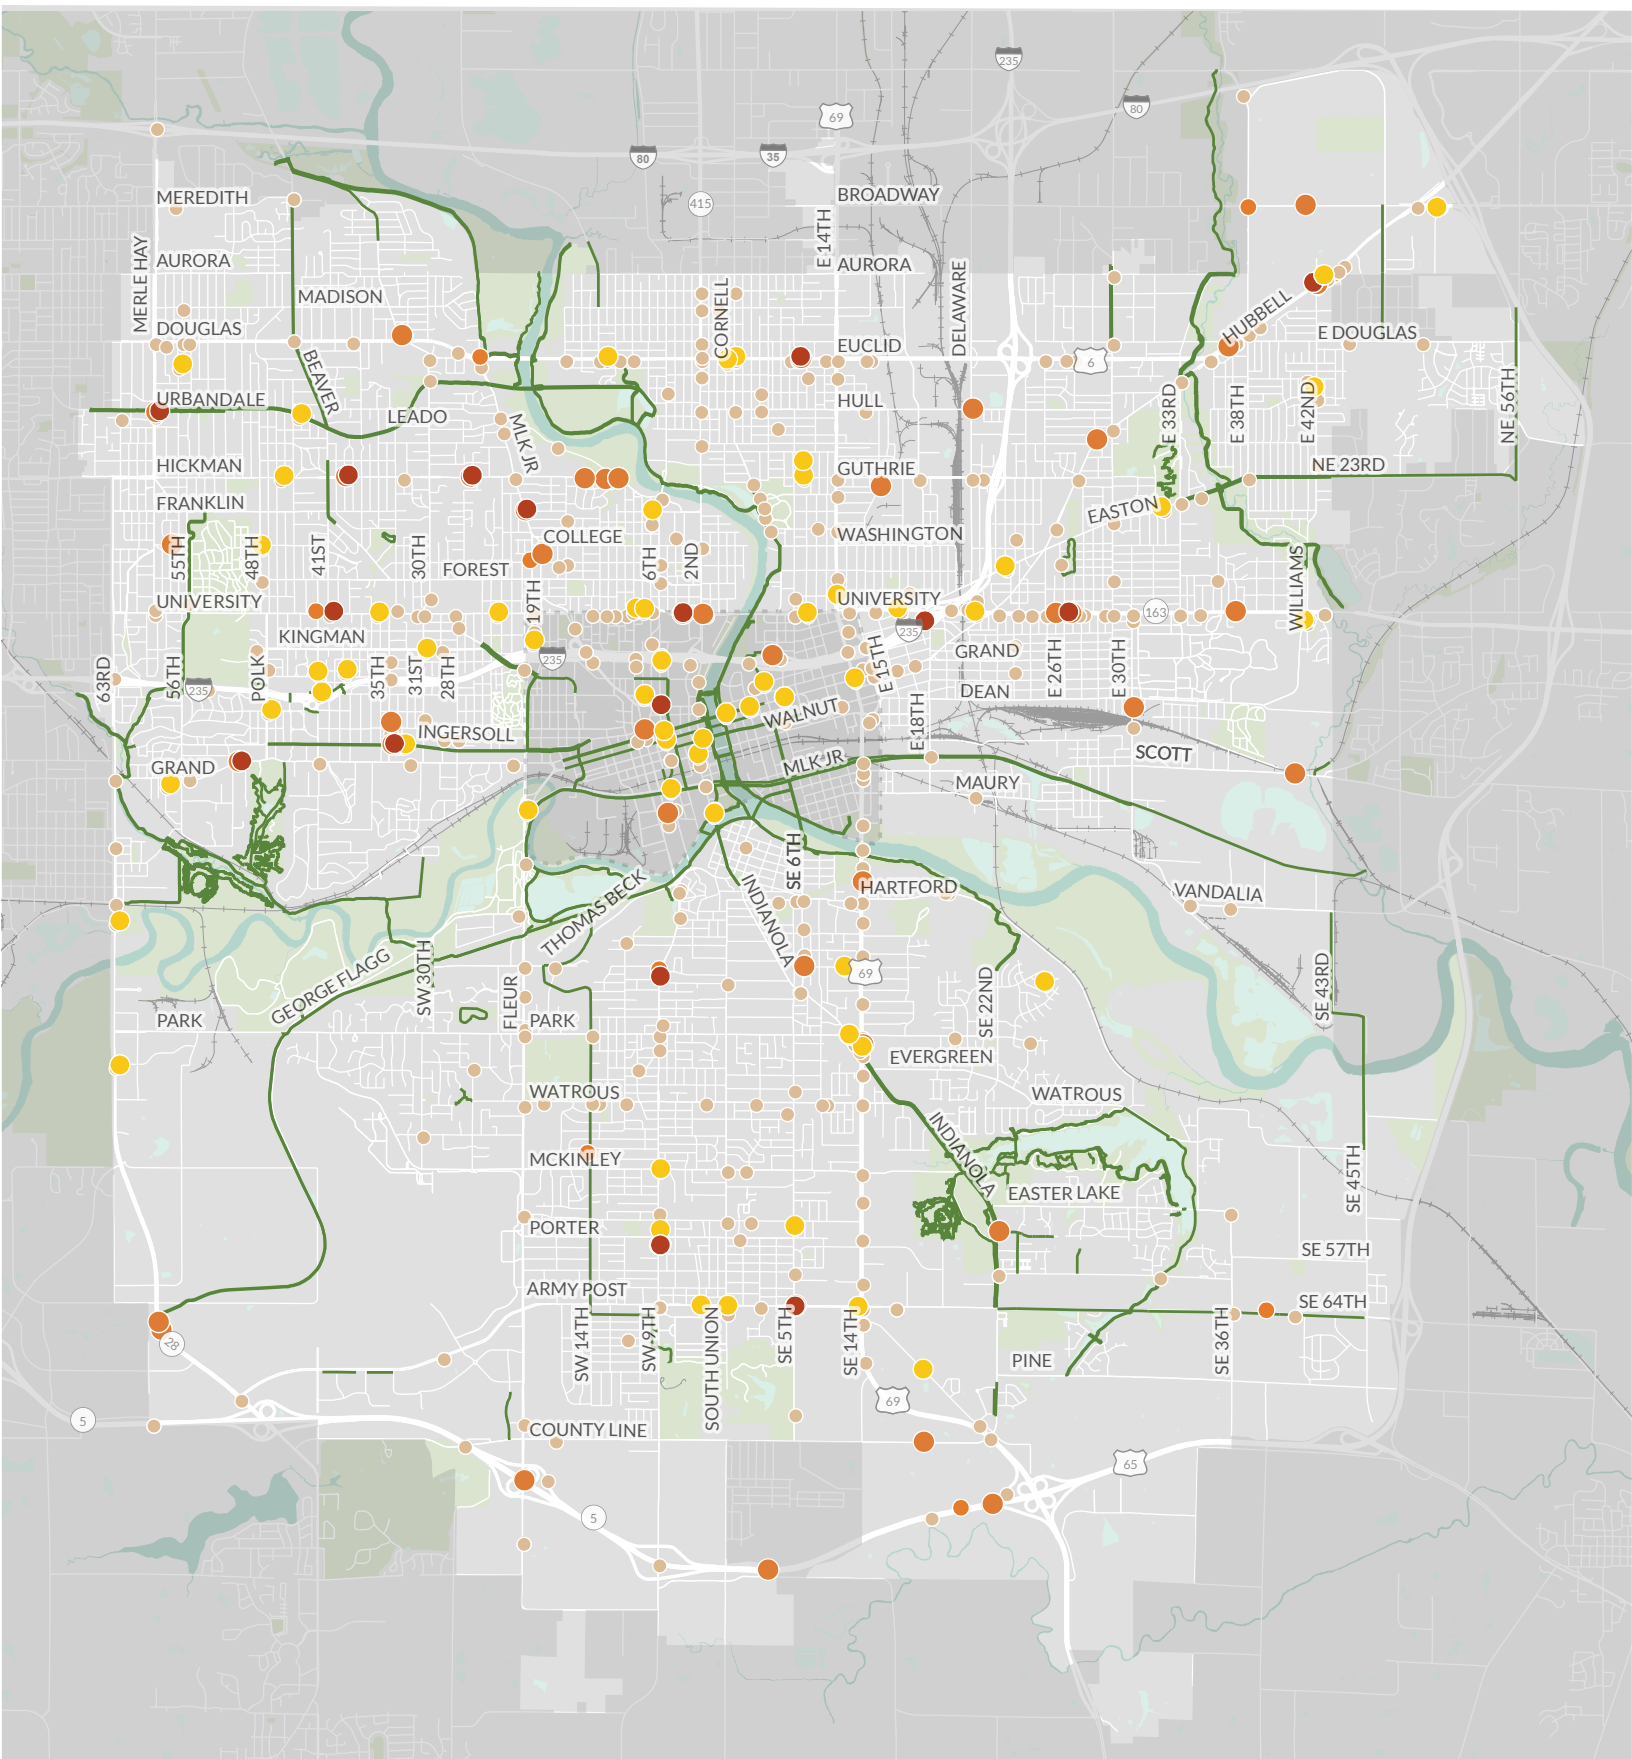 235
80
69
80
35
MEREDITH
415
BROADWAY
E 14TH
MERLE HAY
AURORA
AURORA
DELAWARE
MADISON
CORNELL
HUBBELL
DOUGLAS
EUCLID
6
E DOUGLAS
BEAVER
URBANDALE
LEADO
MLK JR
HULL
E 33RD
E 38TH
E 42ND
NE 56TH
HICKMAN
GUTHRIE
NE 23RD
FRANKLIN
EASTON
55TH
48TH
41ST
30TH
COLLEGE
FOREST
6TH
2ND
WASHINGTON
UNIVERSITY
19TH
UNIVERSITY
163
WILLIAMS
KINGMAN
235
235
E 15TH
GRAND
E 26TH
E 30TH
63RD
56TH
235
POLK
35TH
31ST
28TH
DEAN
WALNUT
E 18TH
INGERSOLL
GRAND
MLK JR
SCOTT
MAURY
SE 6TH
INDIANOLA
HARTFORD
VANDALIA
THOMAS BECK
GEORGE FLAGG
SW 30TH
69
SE 22ND
SE 43RD
FLEUR
PARK
PARK
EVERGREEN
WATROUS
WATROUS
INDIANOLA
MCKINLEY
EASTER LAKE
SE 45TH
PORTER
SE 57TH
ARMY POST
SE 64TH
28
SW 14TH
SW 9TH
SOUTH UNION
SE 5TH
SE 14TH
PINE
SE 36TH
69
5
COUNTY LINE
65
5